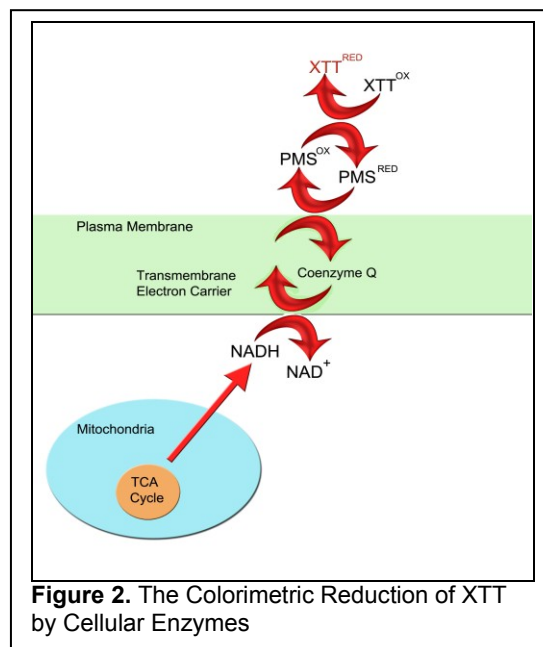 XTT^RED
XTT^OX
PMS^OX
PMS^RED
Plasma Membrane
Transmembrane
Electron Carrier
Coenzyme Q
NADH
NAD^+
Mitochondria
TCA
Cycle
Figure 2. The Colorimetric Reduction of XTT
by Cellular Enzymes